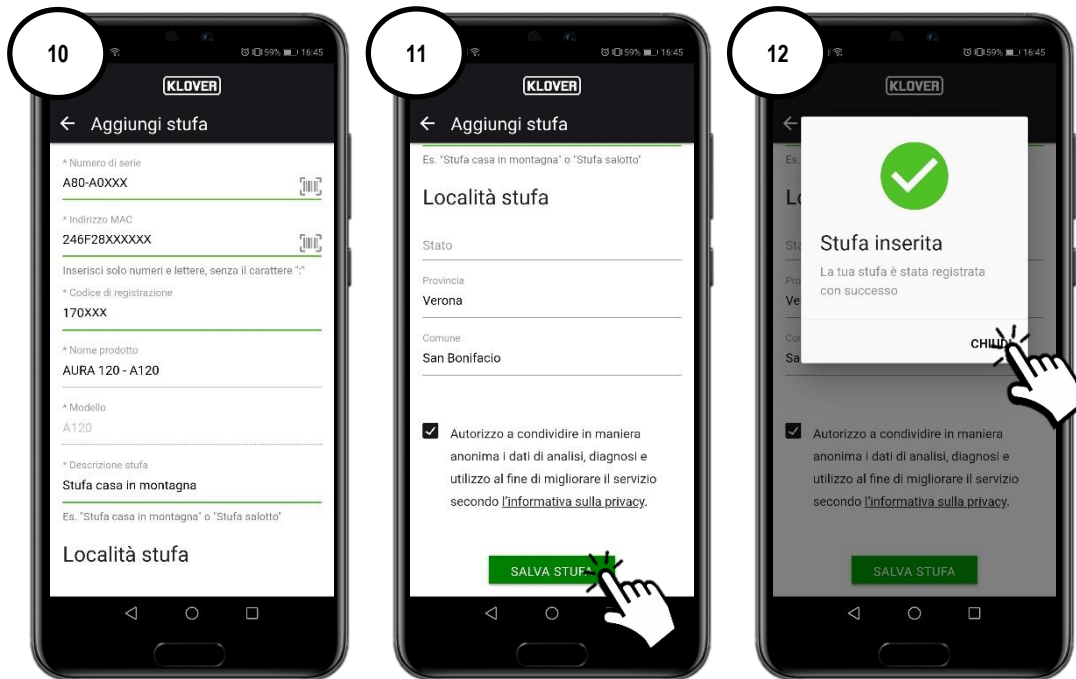 10
59% 16:45
KLOVER
Aggiungi stufa
* Numero di serie
A80-A0XXX
* Indirizzo MAC
246F28XXXXXX
Inserisci solo numeri e lettere, senza il carattere ":"
* Codice di registrazione
170XXX
* Nome prodotto
AURA 120 - A120
* Modello
A120
* Descrizione stufa
Stufa casa in montagna
Es. "Stufa casa in montagna" o "Stufa salotto"
Località stufa
11
59% 16:45
KLOVER
Aggiungi stufa
Es. "Stufa casa in montagna" o "Stufa salotto"
Località stufa
Stato
Provincia
Verona
Comune
San Bonifacio
Autorizzo a condividere in maniera
anonima i dati di analisi, diagnosi e
utilizzo al fine di migliorare il servizio
secondo l'informativa sulla privacy.
SALVA STUFA
12
59% 16:45
KLOVER
Stufa inserita
La tua stufa è stata registrata
con successo
CHIUDI
Autorizzo a condividere in maniera
anonima i dati di analisi, diagnosi e
utilizzo al fine di migliorare il servizio
secondo l'informativa sulla privacy.
SALVA STUFA